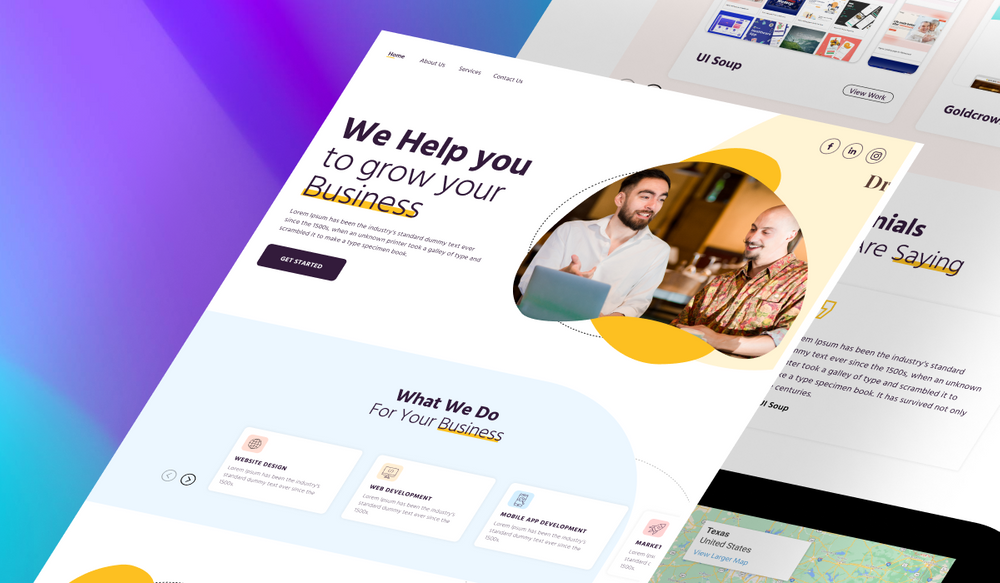 Home
About Us
Services
Contact Us
We Help you
to grow your
Business
Lorem Ipsum has been the industry's standard dummy text ever
since the 1500s, when an unknown printer took a galley of type and
scrambled it to make a type specimen book.
GET STARTED
f
in
Dr
What We Do
For Your Business
WEBSITE DESIGN
Lorem Ipsum has been the industry's
standard dummy text ever since the
1500s
WEB DEVELOPMENT
Lorem Ipsum has been the industry's
standard dummy text ever since the
1500s
MOBILE APP DEVELOPMENT
Lorem Ipsum has been the industry's
standard dummy text ever since the
1500s
MARKET
Lorem Ip
standard
1500s
UI Soup
View Work
Goldcrow
nials
Are Saying
rem Ipsum has been the industry's standard
mmy text ever since the 1500s, when an unknown
nter took a galley of type and scrambled it to
ke a type specimen book. It has survived not only
centuries.
UI Soup
Texas
United States
View Larger Map